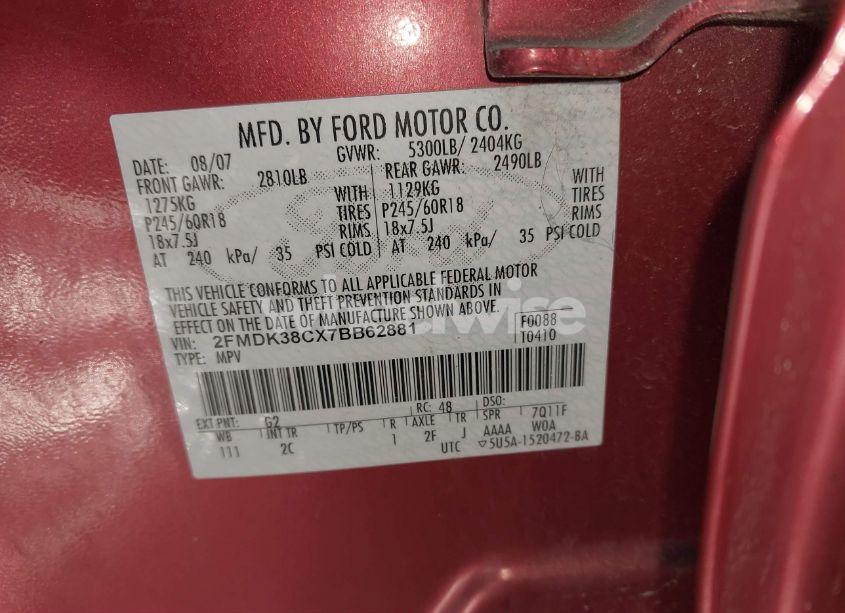 MFD. BY FORD MOTOR CO.
DATE: 08/07 GVWR: 5300LB/ 2404KG
FRONT GAWR: 2810LB REAR GAWR: 2490LB
1275KG WITH 1129KG WITH
P245/60R18 TIRES P245/60R18 TIRES
18x7.5J RIMS 18x7.5J RIMS
AT 240 kPa/ 35 PSI COLD AT 240 kPa/ 35 PSI COLD
THIS VEHICLE CONFORMS TO ALL APPLICABLE FEDERAL MOTOR
VEHICLE SAFETY AND THEFT PREVENTION STANDARDS IN
EFFECT ON THE DATE OF MANUFACTURE SHOWN ABOVE.
VIN: 2FMDK38CX7BB62881 F0088
TYPE: MPV T0410
EXT PNT: G2 RC: 48 DSO:
WB INT TR TP/PS R AXLE TR SPR 7Q11F
111 2C 1 2F J AAAA W0A
UTC ▽5U5A-1520472-BA